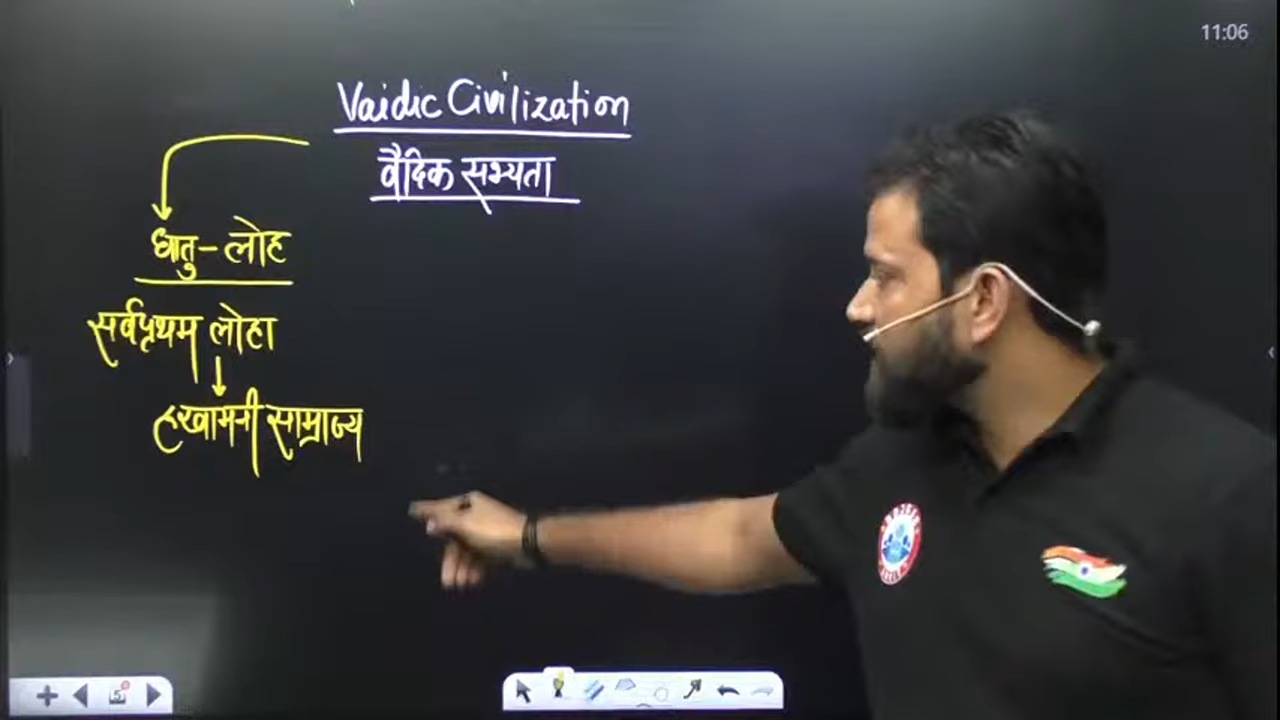 11:06
Vaidic Civilization
वैदिक सभ्यता
धातु - लोह
सर्वप्रथम लोहा
हखामनी साम्राज्य